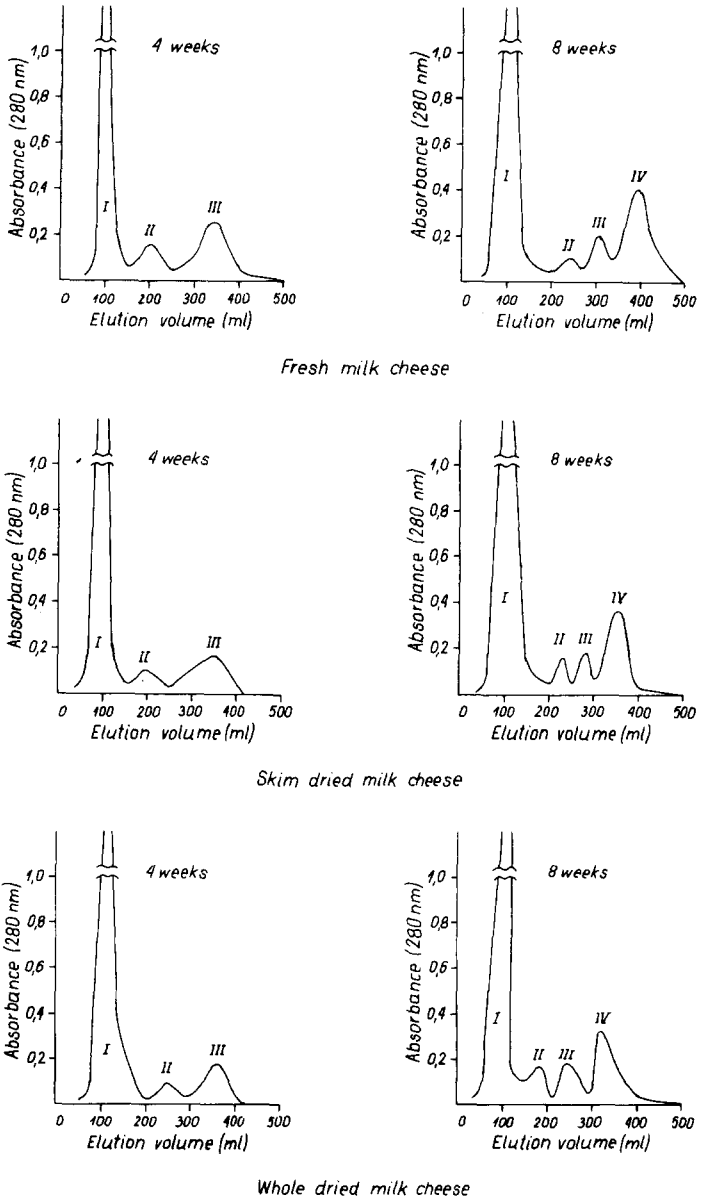 4 weeks
1,0
0,8
0,6
0,4
0,2
Absorbance (280 nm)
I
II
III
0 100 200 300 400 500
Elution volume (ml)
8 weeks
1,0
0,8
0,6
0,4
0,2
Absorbance (280 nm)
I
II
III
IV
0 100 200 300 400 500
Elution volume (ml)
Fresh milk cheese
4 weeks
1,0
0,8
0,6
0,4
0,2
Absorbance (280 nm)
I
II
III
0 100 200 300 400 500
Elution volume (ml)
8 weeks
1,0
0,8
0,6
0,4
0,2
Absorbance (280 nm)
I
II
III
IV
0 100 200 300 400 500
Elution volume (ml)
Skim dried milk cheese
4 weeks
1,0
0,8
0,6
0,4
0,2
Absorbance (280 nm)
I
II
III
0 100 200 300 400 500
Elution volume (ml)
8 weeks
1,0
0,8
0,6
0,4
0,2
Absorbance (280 nm)
I
II
III
IV
0 100 200 300 400 500
Elution volume (ml)
Whole dried milk cheese